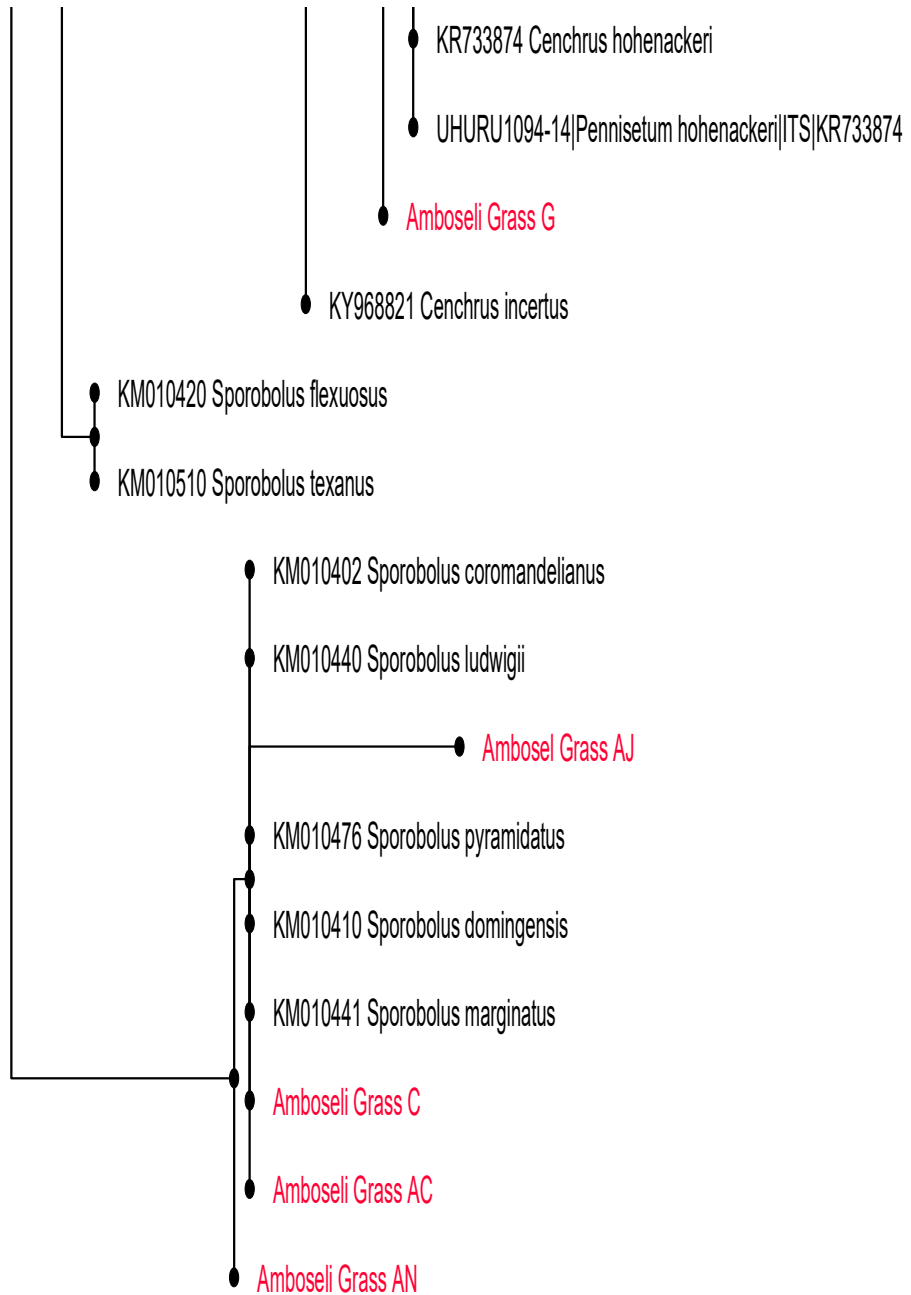 KR733874 Cenchrus hohenackeri
UHURU1094-14|Pennisetum hohenackeri|ITS|KR733874
Amboseli Grass G
KY968821 Cenchrus incertus
KM010420 Sporobolus flexuosus
KM010510 Sporobolus texanus
KM010402 Sporobolus coromandelianus
KM010440 Sporobolus ludwigii
Ambosel Grass AJ
KM010476 Sporobolus pyramidatus
KM010410 Sporobolus domingensis
KM010441 Sporobolus marginatus
Amboseli Grass C
Amboseli Grass AC
Amboseli Grass AN